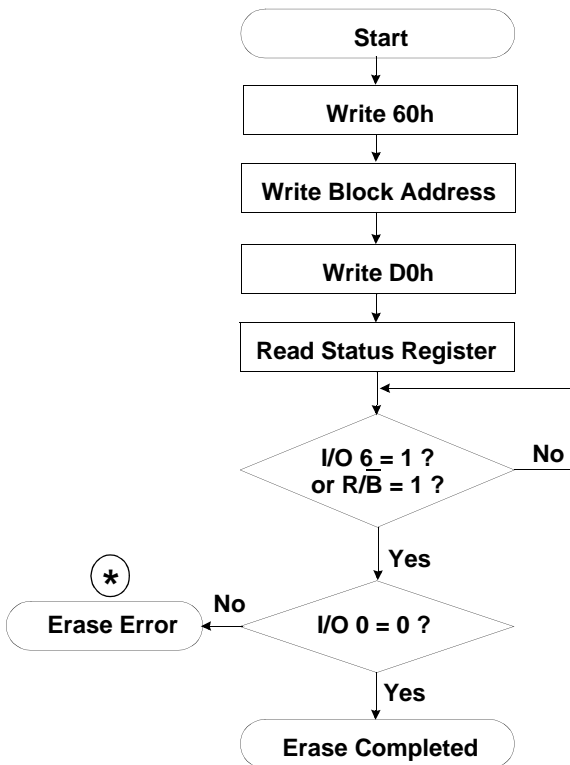 Start
Write 60h
Write Block Address
Write D0h
Read Status Register
I/O 6 = 1 ?
or R/B̅ = 1 ?
No
Yes
*
No
Erase Error
I/O 0 = 0 ?
Yes
Erase Completed